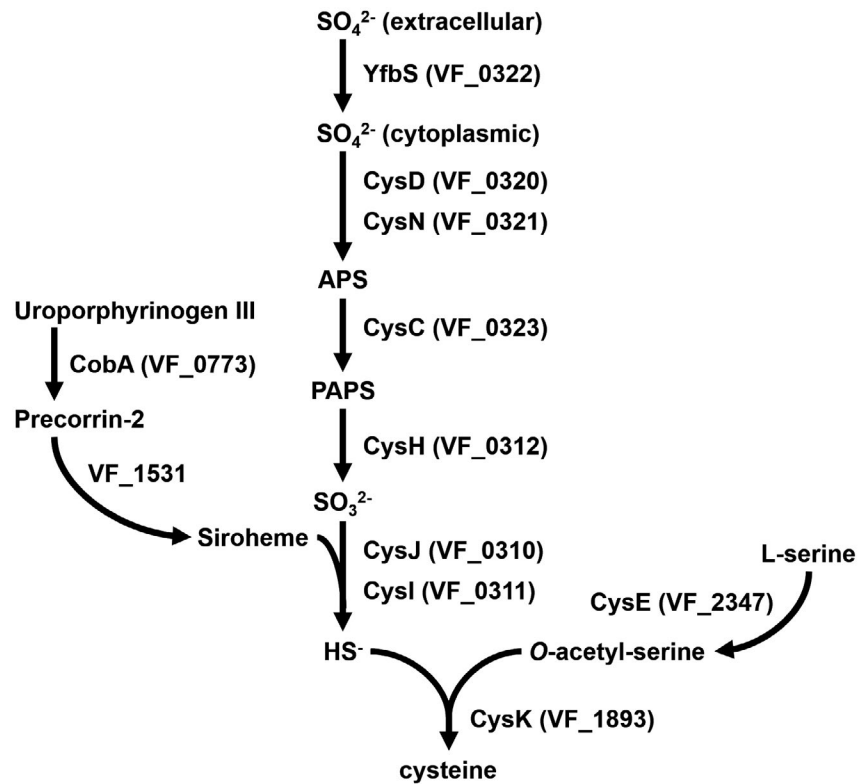 SO₄²⁻ (extracellular)
YfbS (VF_0322)
SO₄²⁻ (cytoplasmic)
CysD (VF_0320)
CysN (VF_0321)
APS
Uroporphyrinogen III
CysC (VF_0323)
CobA (VF_0773)
PAPS
Precorrin-2
CysH (VF_0312)
VF_1531
SO₃²⁻
Siroheme
CysJ (VF_0310)
L-serine
CysI (VF_0311)
CysE (VF_2347)
HS⁻
O-acetyl-serine
CysK (VF_1893)
cysteine